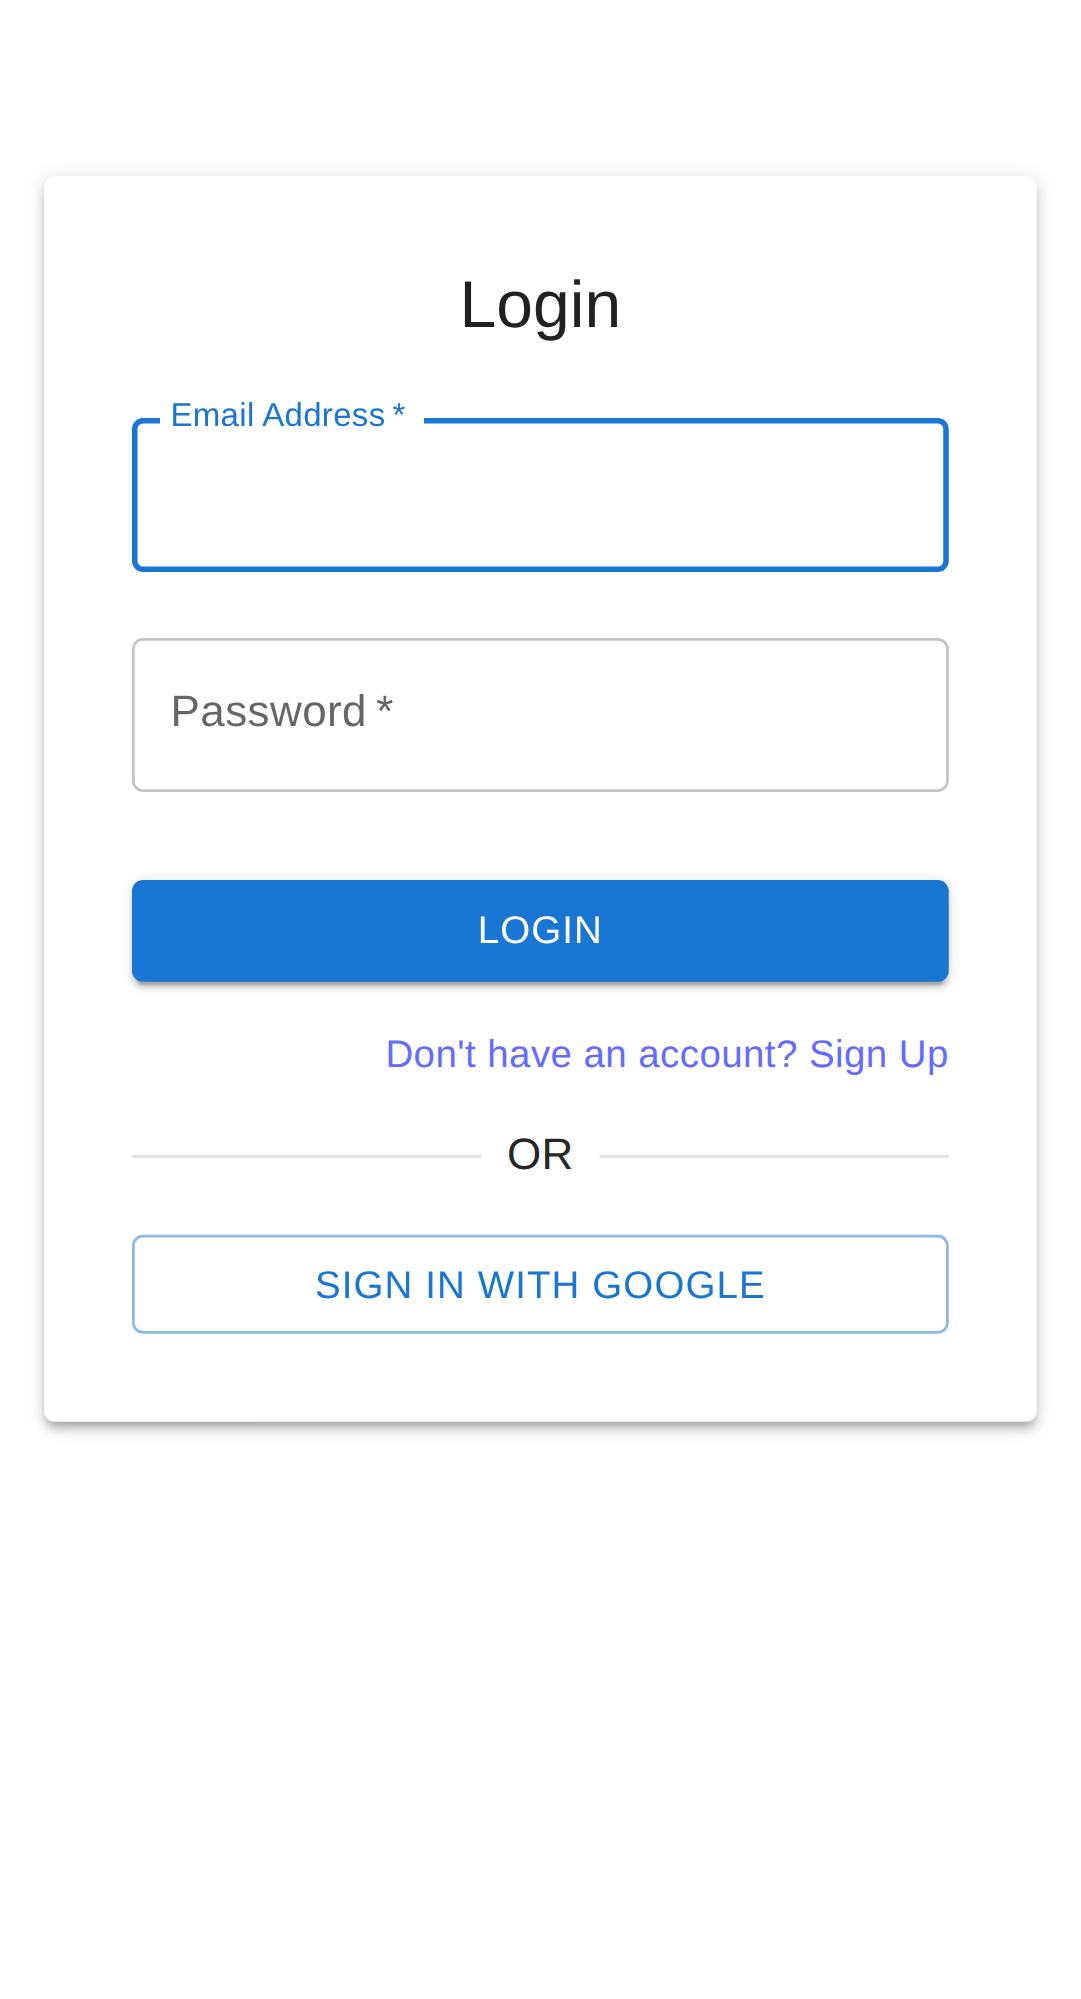 Login
Email Address *
Password *
LOGIN
Don't have an account? Sign Up
OR
SIGN IN WITH GOOGLE